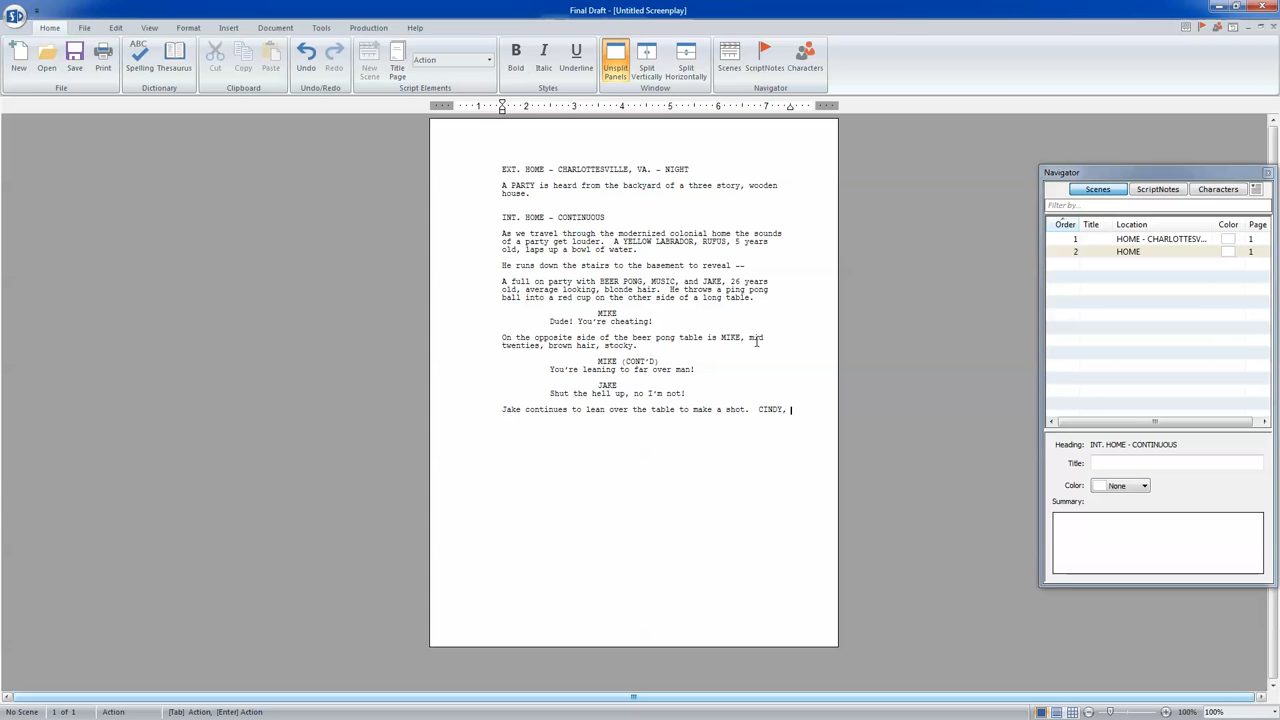 Final Draft - [Untitled Screenplay]
Home File Edit View Format Insert Document Tools Production Help
New Open Save Print Spelling Thesaurus Cut Copy Paste Undo Redo New Scene Title Page Action Bold Italic Underline Unsplit Panels Split Vertically Split Horizontally Scenes ScriptNotes Characters
File Dictionary Clipboard Undo/Redo Script Elements Styles Window Navigator
1 2 3 4 5 6 7
EXT. HOME - CHARLOTTESVILLE, VA. - NIGHT
A PARTY is heard from the backyard of a three story, wooden
house.
INT. HOME - CONTINUOUS
As we travel through the modernized colonial home the sounds
of a party get louder. A YELLOW LABRADOR, RUFUS, 5 years
old, laps up a bowl of water.
He runs down the stairs to the basement to reveal --
A full on party with BEER PONG, MUSIC, and JAKE, 26 years
old, average looking, blonde hair. He throws a ping pong
ball into a red cup on the other side of a long table.
MIKE
Dude! You're cheating!
On the opposite side of the beer pong table is MIKE, mid
twenties, brown hair, stocky.
MIKE (CONT'D)
You're leaning to far over man!
JAKE
Shut the hell up, no I'm not!
Jake continues to lean over the table to make a shot. CINDY,
Navigator
Scenes ScriptNotes Characters
Filter by...
Order Title Location Color Page
1 HOME - CHARLOTTESV... 1
2 HOME 1
Heading: INT. HOME - CONTINUOUS
Title:
Color: None
Summary:
No Scene 1 of 1 Action [Tab] Action, [Enter] Action 100% 100%